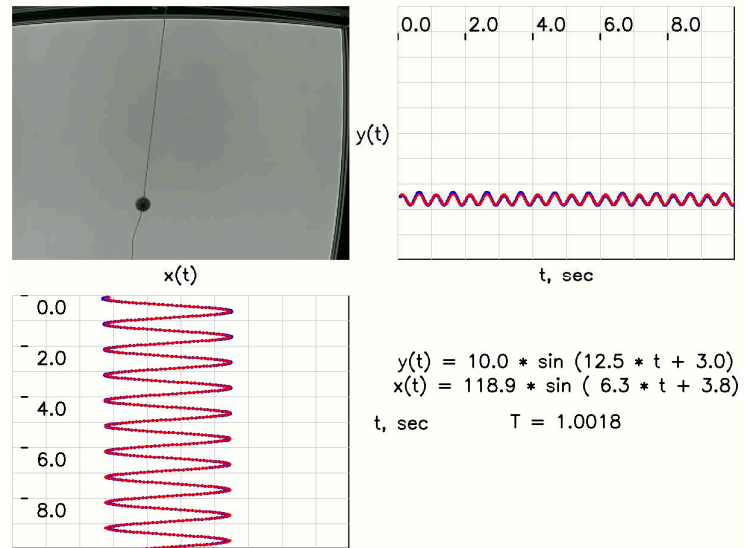 0.0 2.0 4.0 6.0 8.0
y(t)
x(t)
t, sec
0.0
2.0
4.0
6.0
8.0
y(t) = 10.0 * sin (12.5 * t + 3.0)
x(t) = 118.9 * sin ( 6.3 * t + 3.8)
t, sec
T = 1.0018